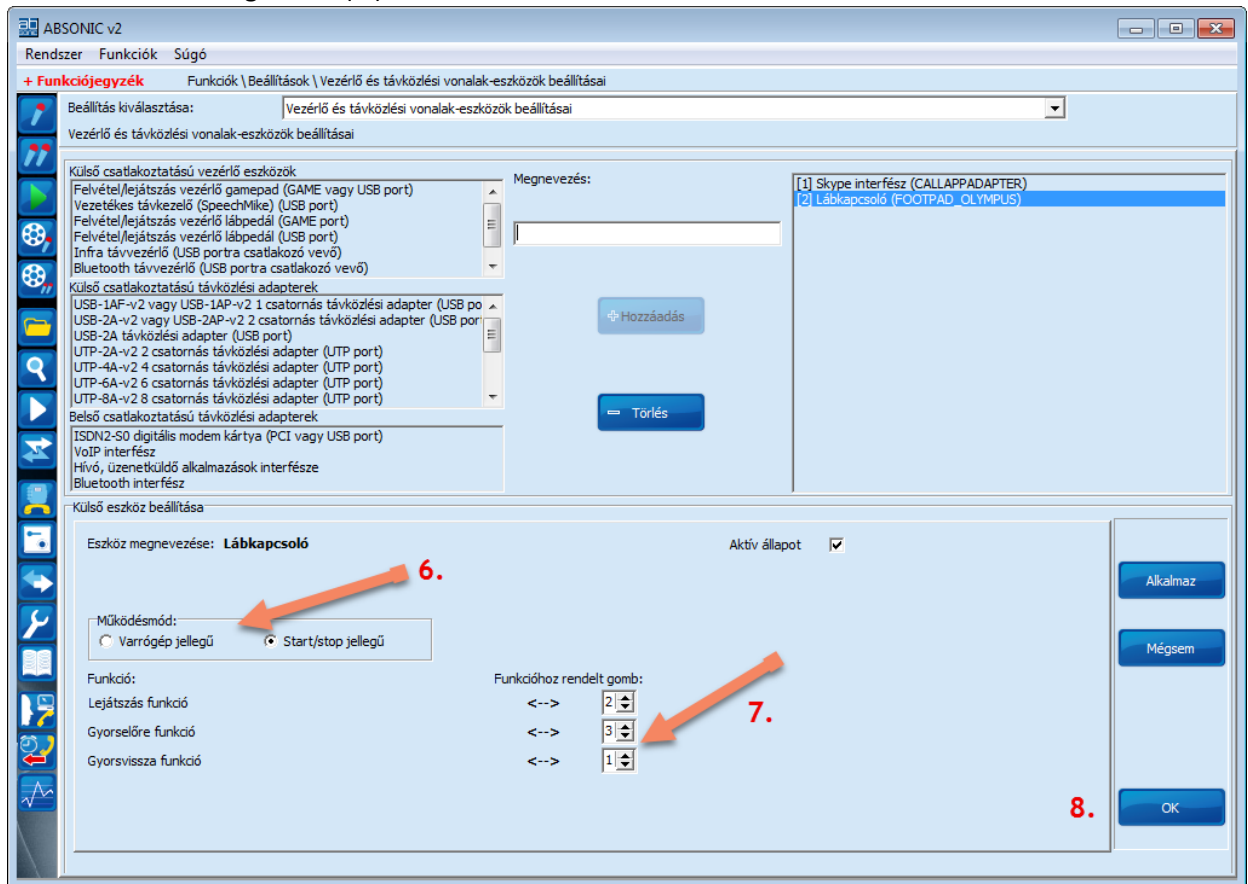 ABSONIC v2
Rendszer Funkciók Súgó
+ Funkciójegyzék Funkciók \ Beállítások \ Vezérlő és távközlési vonalak-eszközök beállításai
Beállítás kiválasztása: Vezérlő és távközlési vonalak-eszközök beállításai
Vezérlő és távközlési vonalak-eszközök beállításai
Külső csatlakoztatású vezérlő eszközök
Felvétel/lejátszás vezérlő gamepad (GAME vagy USB port)
Vezetékes távkezelő (SpeechMike) (USB port)
Felvétel/lejátszás vezérlő lábpedál (GAME port)
Felvétel/lejátszás vezérlő lábpedál (USB port)
Infra távvezérlő (USB portra csatlakozó vevő)
Bluetooth távvezérlő (USB portra csatlakozó vevő)
Külső csatlakoztatású távközlési adapterek
USB-1AF-v2 vagy USB-1AP-v2 1 csatornás távközlési adapter (USB po
USB-2A-v2 vagy USB-2AP-v2 2 csatornás távközlési adapter (USB por
USB-2A távközlési adapter (USB port)
UTP-2A-v2 2 csatornás távközlési adapter (UTP port)
UTP-4A-v2 4 csatornás távközlési adapter (UTP port)
UTP-6A-v2 6 csatornás távközlési adapter (UTP port)
UTP-8A-v2 8 csatornás távközlési adapter (UTP port)
Belső csatlakoztatású távközlési adapterek
ISDN2-S0 digitális modem kártya (PCI vagy USB port)
VoIP interfész
Hívó, üzenetküldő alkalmazások interfésze
Bluetooth interfész
Megnevezés:
+ Hozzáadás
Törlés
[1] Skype interfész (CALLAPPADAPTER)
[2] Lábkapcsoló (FOOTPAD_OLYMPUS)
Külső eszköz beállítása
Eszköz megnevezése: Lábkapcsoló Aktív állapot
6.
Működésmód:
Varrógép jellegű Start/stop jellegű
Funkció: Funkcióhoz rendelt gomb:
Lejátszás funkció <--> 2
Gyorselőre funkció <--> 3
Gyorsvissza funkció <--> 1
7.
Alkalmaz
Mégsem
8.
OK